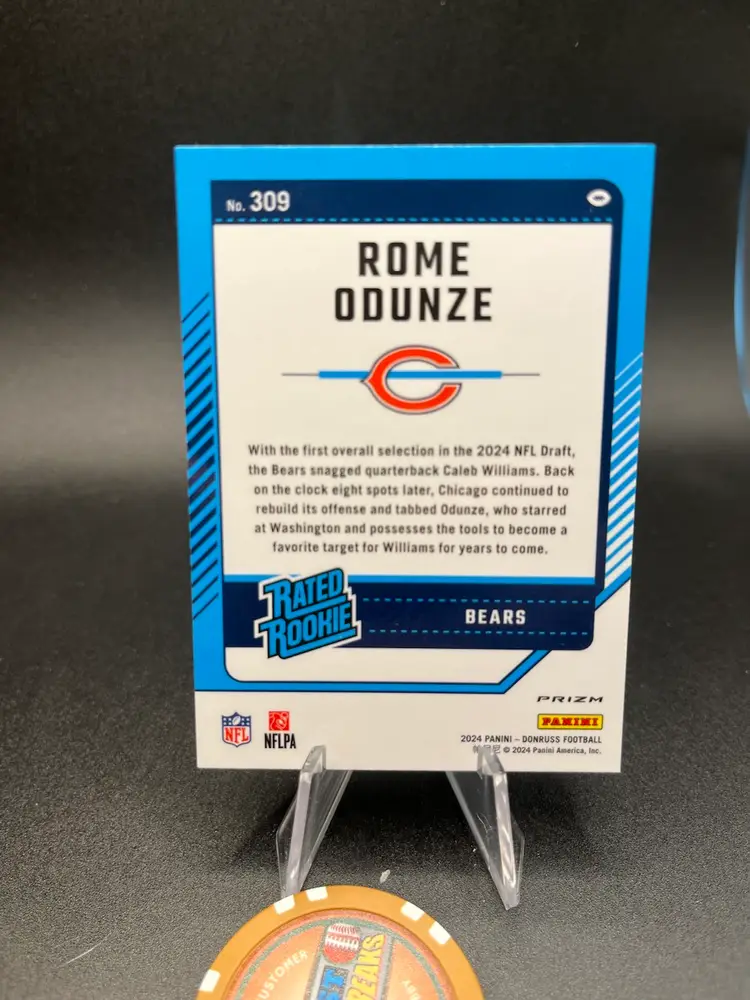 No. 309
ROME
ODUNZE
With the first overall selection in the 2024 NFL Draft,
the Bears snagged quarterback Caleb Williams. Back
on the clock eight spots later, Chicago continued to
rebuild its offense and tabbed Odunze, who starred
at Washington and possesses the tools to become a
favorite target for Williams for years to come.
RATED
ROOKIE
BEARS
PRIZM
PANINI
NFL
NFLPA
2024 PANINI – DONRUSS FOOTBALL
© 2024 Panini America, Inc.
CUSTOMER
BREAKS